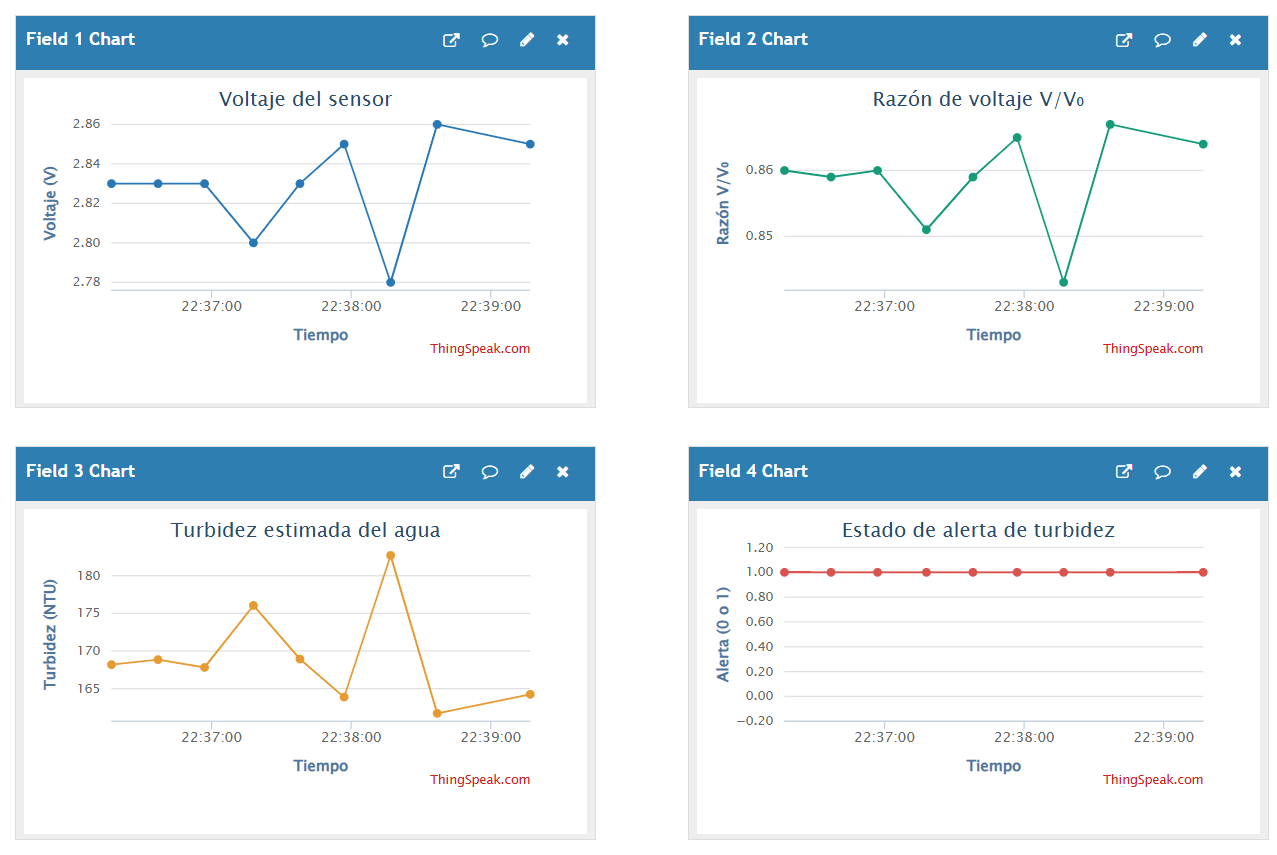 Field 1 Chart
Voltaje del sensor
Voltaje (V)
2.86
2.84
2.82
2.80
2.78
22:37:00 22:38:00 22:39:00
Tiempo
ThingSpeak.com
Field 2 Chart
Razón de voltaje V/V₀
Razón V/V₀
0.86
0.85
22:37:00 22:38:00 22:39:00
Tiempo
ThingSpeak.com
Field 3 Chart
Turbidez estimada del agua
Turbidez (NTU)
180
175
170
165
22:37:00 22:38:00 22:39:00
Tiempo
ThingSpeak.com
Field 4 Chart
Estado de alerta de turbidez
Alerta (0 o 1)
1.20
1.00
0.80
0.60
0.40
0.20
0.00
−0.20
22:37:00 22:38:00 22:39:00
Tiempo
ThingSpeak.com